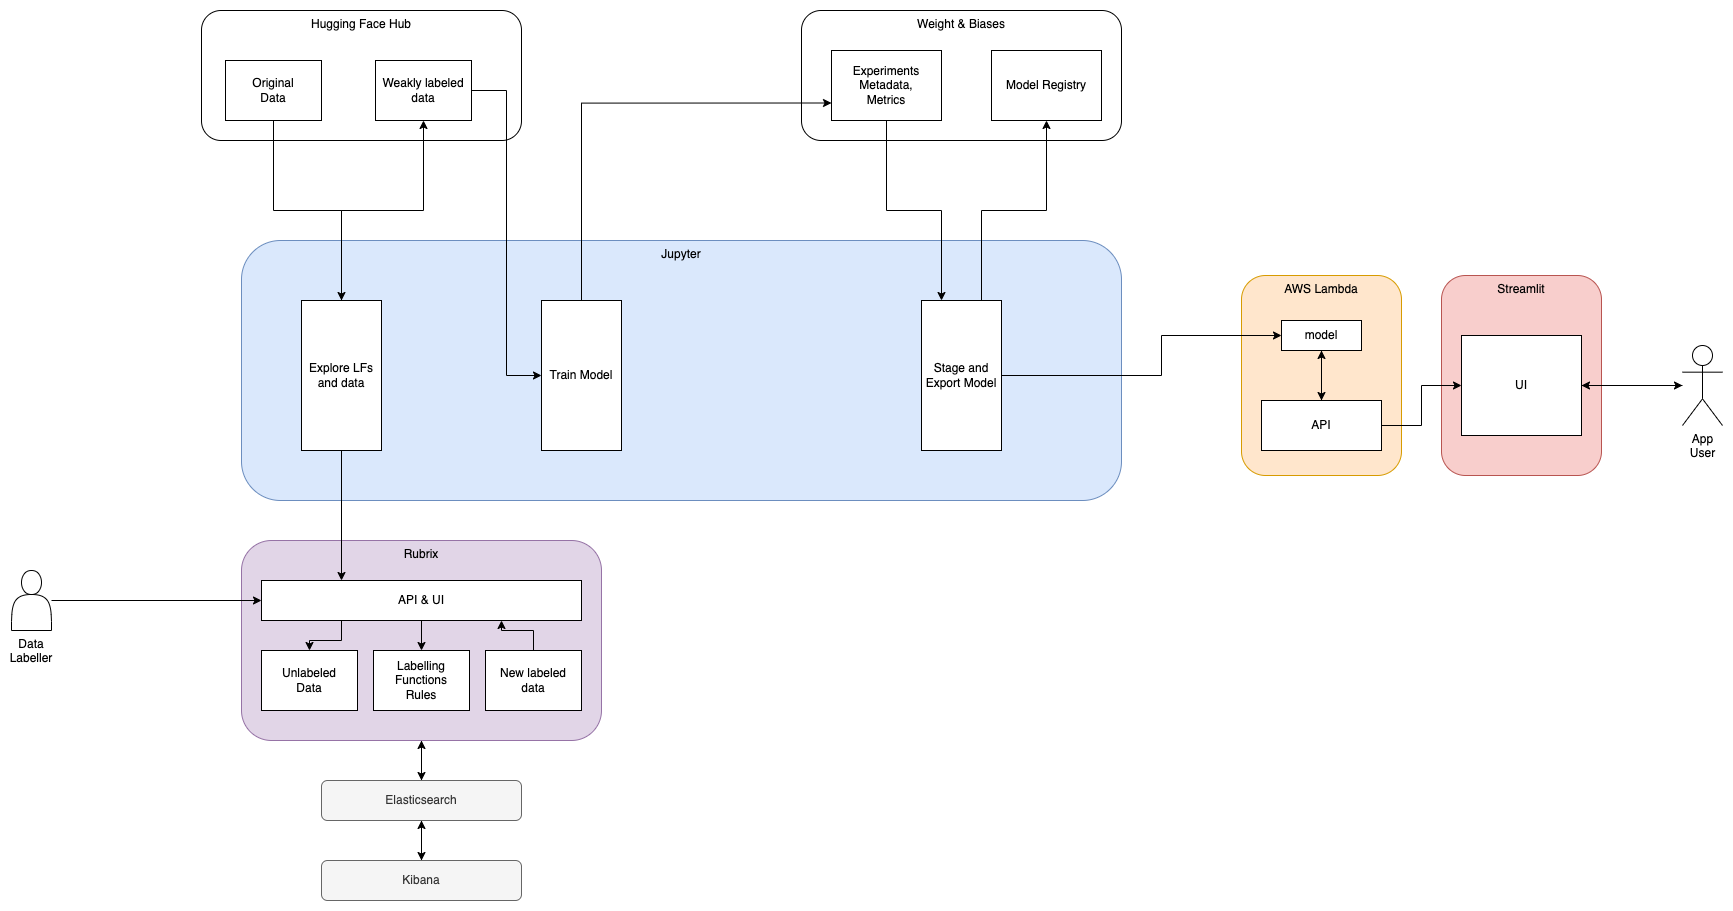 Hugging Face Hub
Original
Data
Weakly labeled
data
Weight & Biases
Experiments
Metadada,
Metrics
Model Registry
Jupyter
Explore LFs
and data
Train Model
Stage and
Export Model
AWS Lambda
model
API
Streamlit
UI
App
User
Rubrix
API & UI
Unlabeled
Data
Labelling
Functions
Rules
New labeled
data
Data
Labeller
Elasticsearch
Kibana